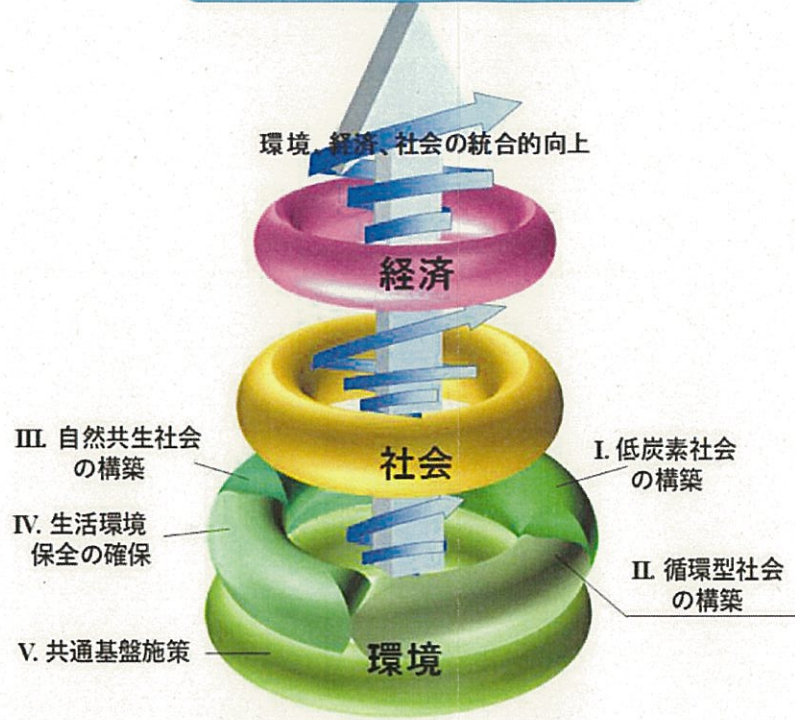 環境、経済、社会の統合的向上
経済
社会
III. 自然共生社会
の構築
I. 低炭素社会
の構築
IV. 生活環境
保全の確保
II. 循環型社会
の構築
V. 共通基盤施策
環境